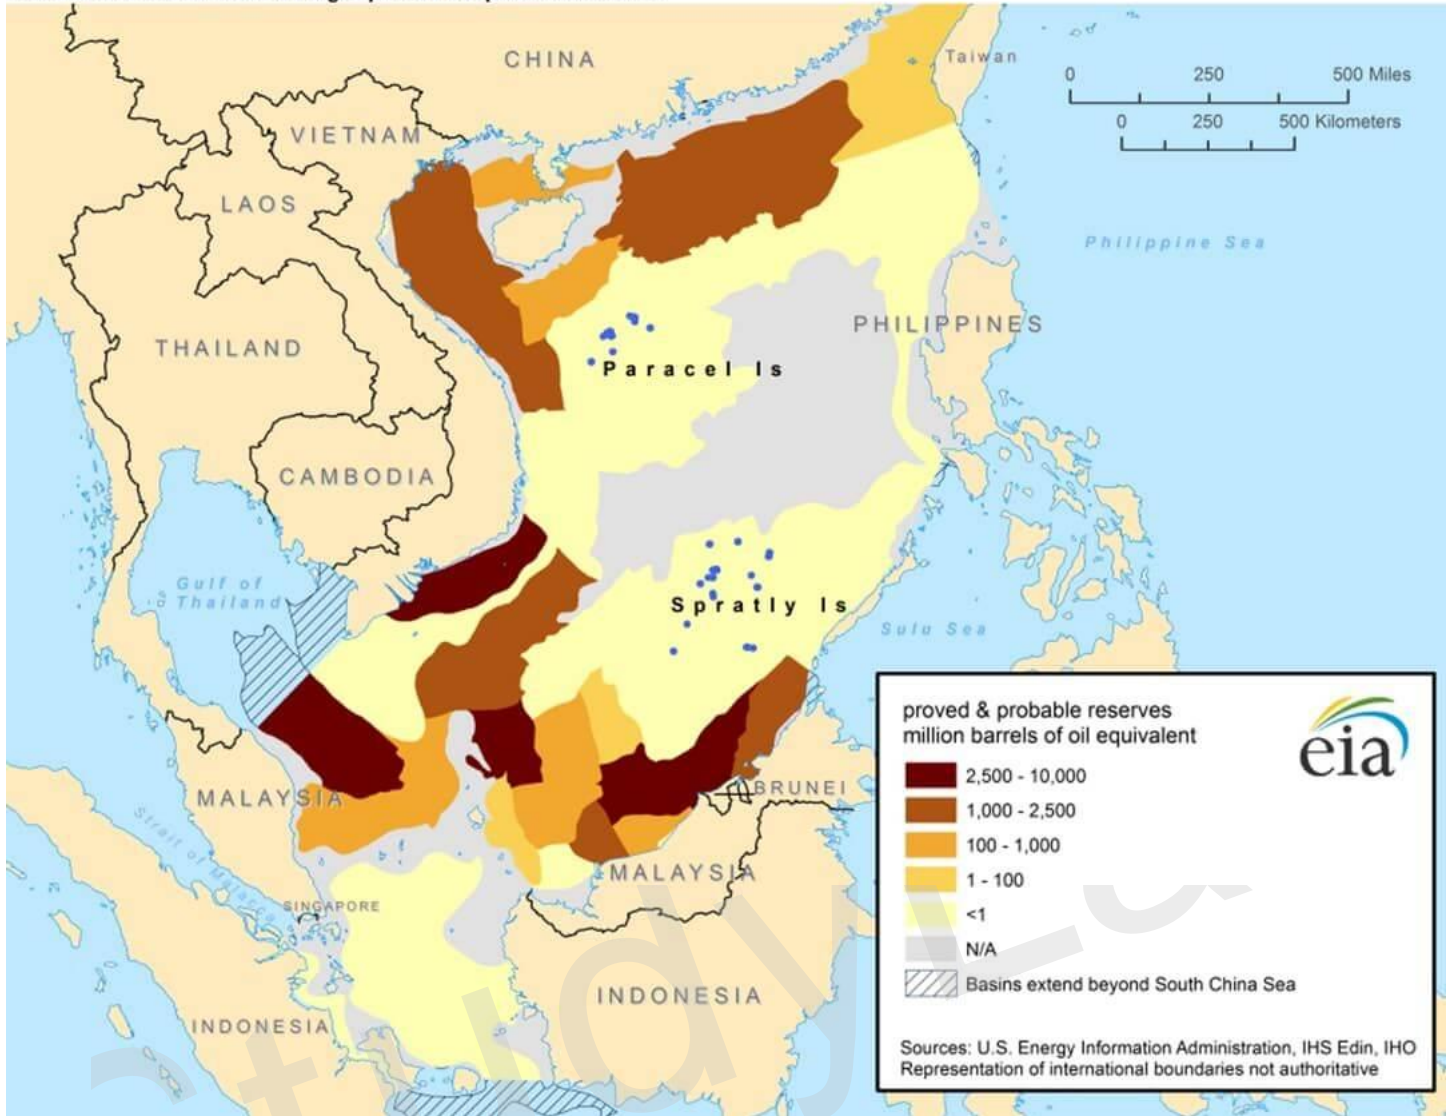 CHINA
Taiwan
0 250 500 Miles
0 250 500 Kilometers
VIETNAM
LAOS
Philippine Sea
THAILAND
PHILIPPINES
Paracel Is
CAMBODIA
Gulf of
Thailand
Spratly Is
Sulu Sea
MALAYSIA
BRUNEI
Strait of
Malacca
MALAYSIA
SINGAPORE
INDONESIA
INDONESIA
proved & probable reserves
million barrels of oil equivalent
eia
2,500 - 10,000
1,000 - 2,500
100 - 1,000
1 - 100
<1
N/A
Basins extend beyond South China Sea
Sources: U.S. Energy Information Administration, IHS Edin, IHO
Representation of international boundaries not authoritative